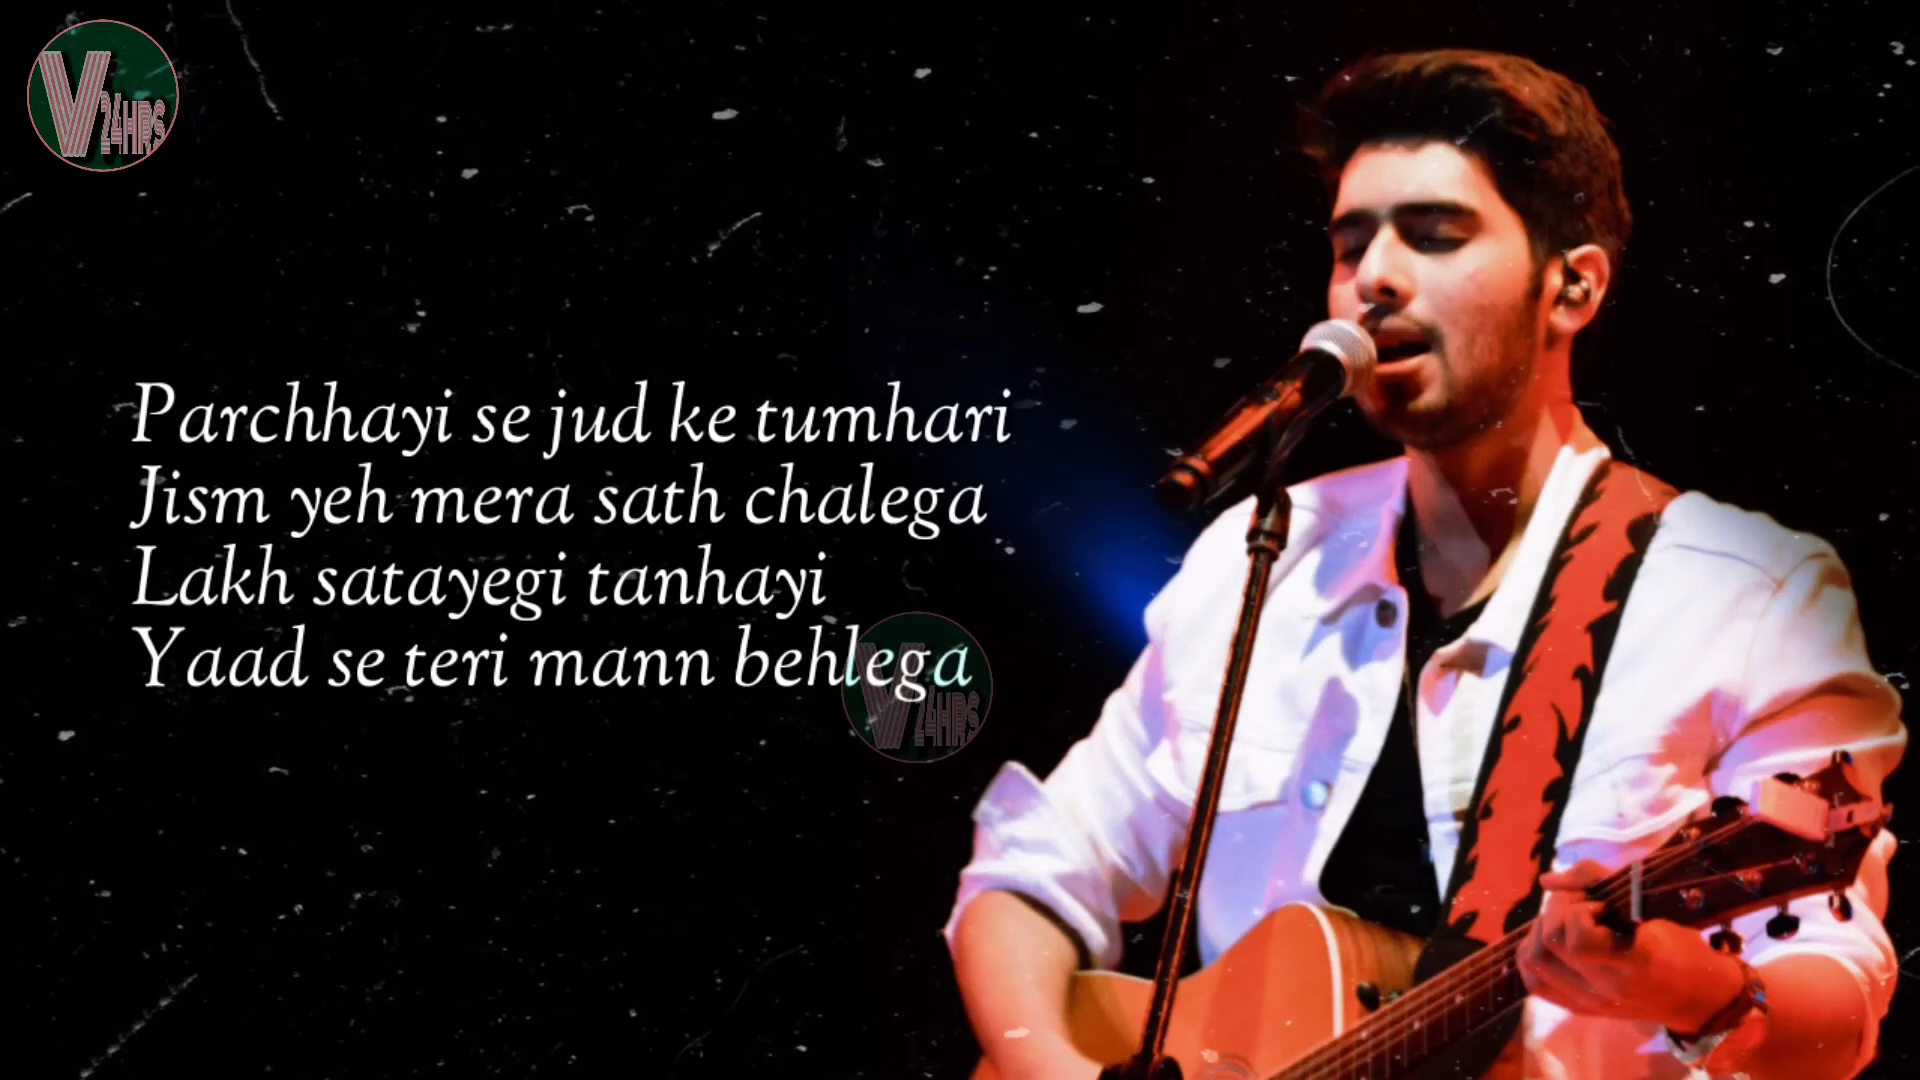 V
24HRS
Parchhayi se jud ke tumhari
Jism yeh mera sath chalega
Lakh satayegi tanhayi
Yaad se teri mann behlega
V
24HRS